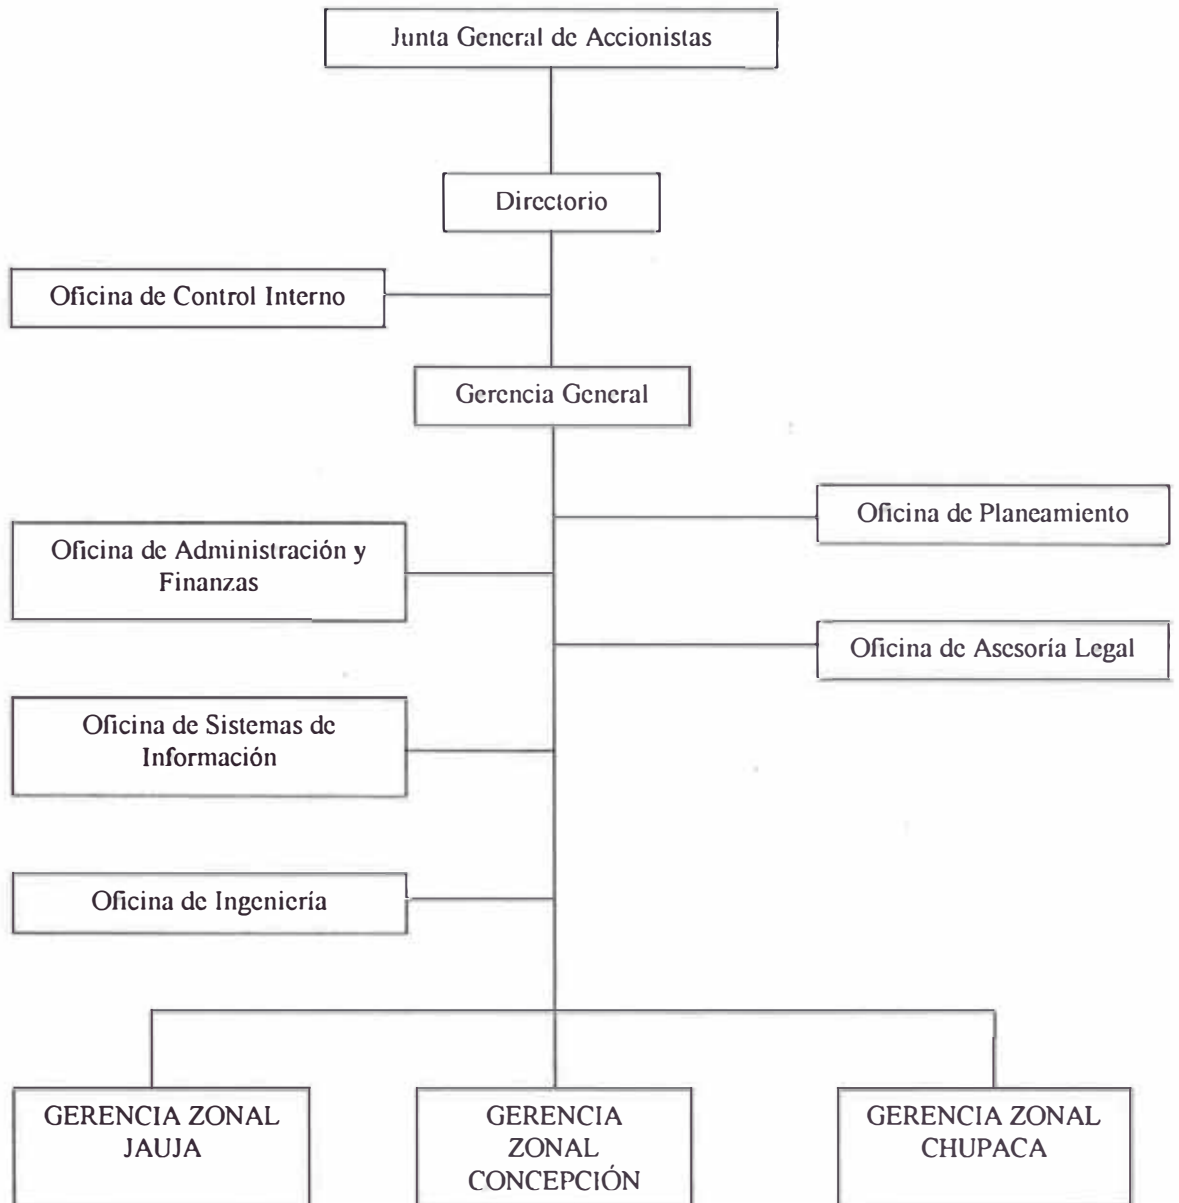 Junta General de Accionistas
Directorio
Oficina de Control Interno
Gerencia General
Oficina de Planeamiento
Oficina de Administración y
Finanzas
Oficina de Asesoría Legal
Oficina de Sistemas de
Información
Oficina de Ingeniería
GERENCIA ZONAL
JAUJA
GERENCIA
ZONAL
CONCEPCIÓN
GERENCIA ZONAL
CHUPACA